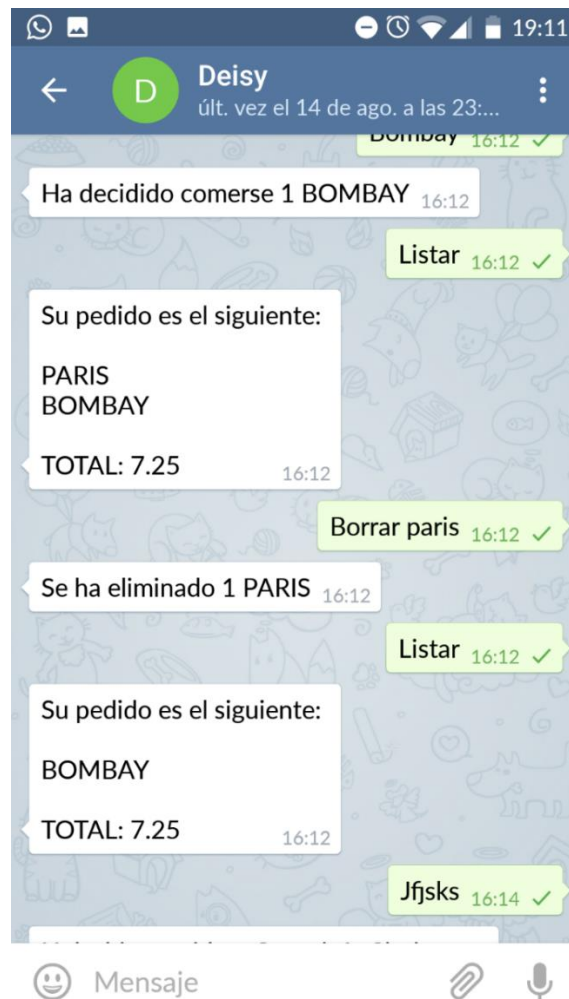 19:11
D
Deisy
últ. vez el 14 de ago. a las 23:...
Bombay 16:12
Ha decidido comerse 1 BOMBAY 16:12
Listar 16:12
Su pedido es el siguiente:
PARIS
BOMBAY
TOTAL: 7.25 16:12
Borrar paris 16:12
Se ha eliminado 1 PARIS 16:12
Listar 16:12
Su pedido es el siguiente:
BOMBAY
TOTAL: 7.25 16:12
Jfjsks 16:14
Mensaje